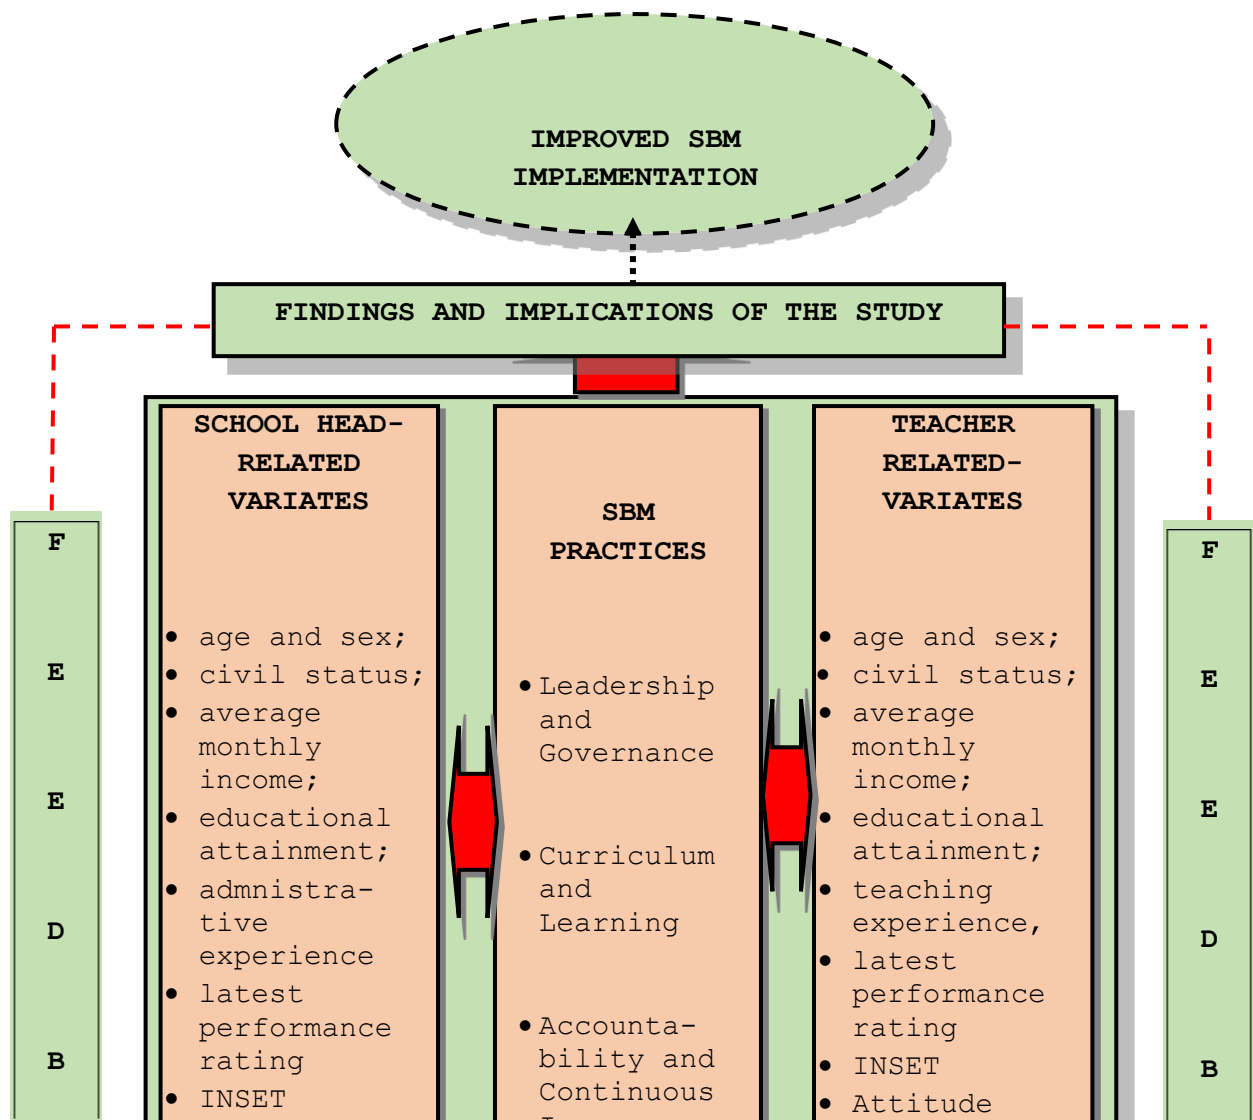 IMPROVED SBM
IMPLEMENTATION
FINDINGS AND IMPLICATIONS OF THE STUDY
SCHOOL HEAD-
RELATED
VARIATES
• age and sex;
• civil status;
• average
monthly
income;
• educational
attainment;
• admnistra-
tive
experience
• latest
performance
rating
• INSET
SBM
PRACTICES
• Leadership
and
Governance
• Curriculum
and
Learning
• Accounta-
bility and
Continuous
TEACHER
RELATED-
VARIATES
• age and sex;
• civil status;
• average
monthly
income;
• educational
attainment;
• teaching
experience,
• latest
performance
rating
• INSET
• Attitude
F
E
E
D
B
F
E
E
D
B